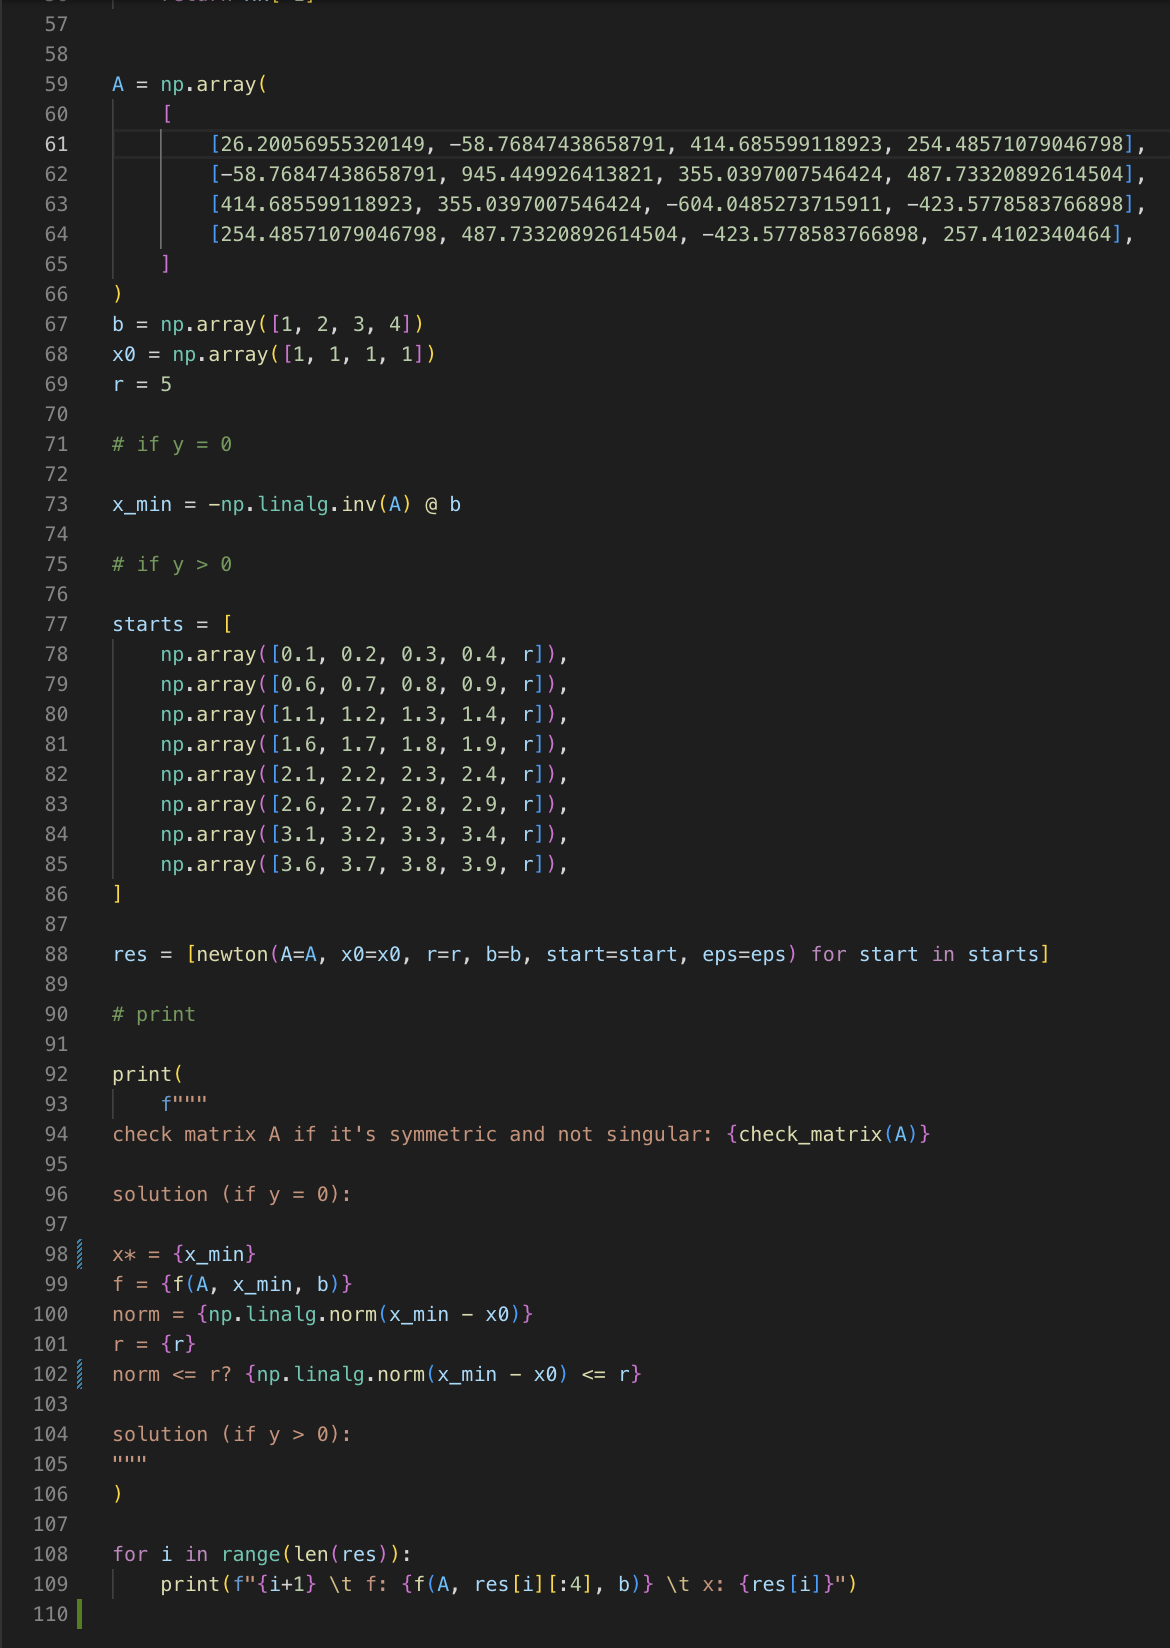 57
58
59 A = np.array(
60     [
61         [26.20056955320149, -58.76847438658791, 414.685599118923, 254.48571079046798],
62         [-58.76847438658791, 945.449926413821, 355.0397007546424, 487.73320892614504],
63         [414.685599118923, 355.0397007546424, -604.0485273715911, -423.5778583766898],
64         [254.48571079046798, 487.73320892614504, -423.5778583766898, 257.4102340464],
65     ]
66 )
67 b = np.array([1, 2, 3, 4])
68 x0 = np.array([1, 1, 1, 1])
69 r = 5
70
71 # if y = 0
72
73 x_min = -np.linalg.inv(A) @ b
74
75 # if y > 0
76
77 starts = [
78     np.array([0.1, 0.2, 0.3, 0.4, r]),
79     np.array([0.6, 0.7, 0.8, 0.9, r]),
80     np.array([1.1, 1.2, 1.3, 1.4, r]),
81     np.array([1.6, 1.7, 1.8, 1.9, r]),
82     np.array([2.1, 2.2, 2.3, 2.4, r]),
83     np.array([2.6, 2.7, 2.8, 2.9, r]),
84     np.array([3.1, 3.2, 3.3, 3.4, r]),
85     np.array([3.6, 3.7, 3.8, 3.9, r]),
86 ]
87
88 res = [newton(A=A, x0=x0, r=r, b=b, start=start, eps=eps) for start in starts]
89
90 # print
91
92 print(
93     f"""
94 check matrix A if it's symmetric and not singular: {check_matrix(A)}
95
96 solution (if y = 0):
97
98 x* = {x_min}
99 f = {f(A, x_min, b)}
100 norm = {np.linalg.norm(x_min - x0)}
101 r = {r}
102 norm <= r? {np.linalg.norm(x_min - x0) <= r}
103
104 solution (if y > 0):
105 """
106 )
107
108 for i in range(len(res)):
109     print(f"{i+1} \t f: {f(A, res[i][:4], b)} \t x: {res[i]}")
110